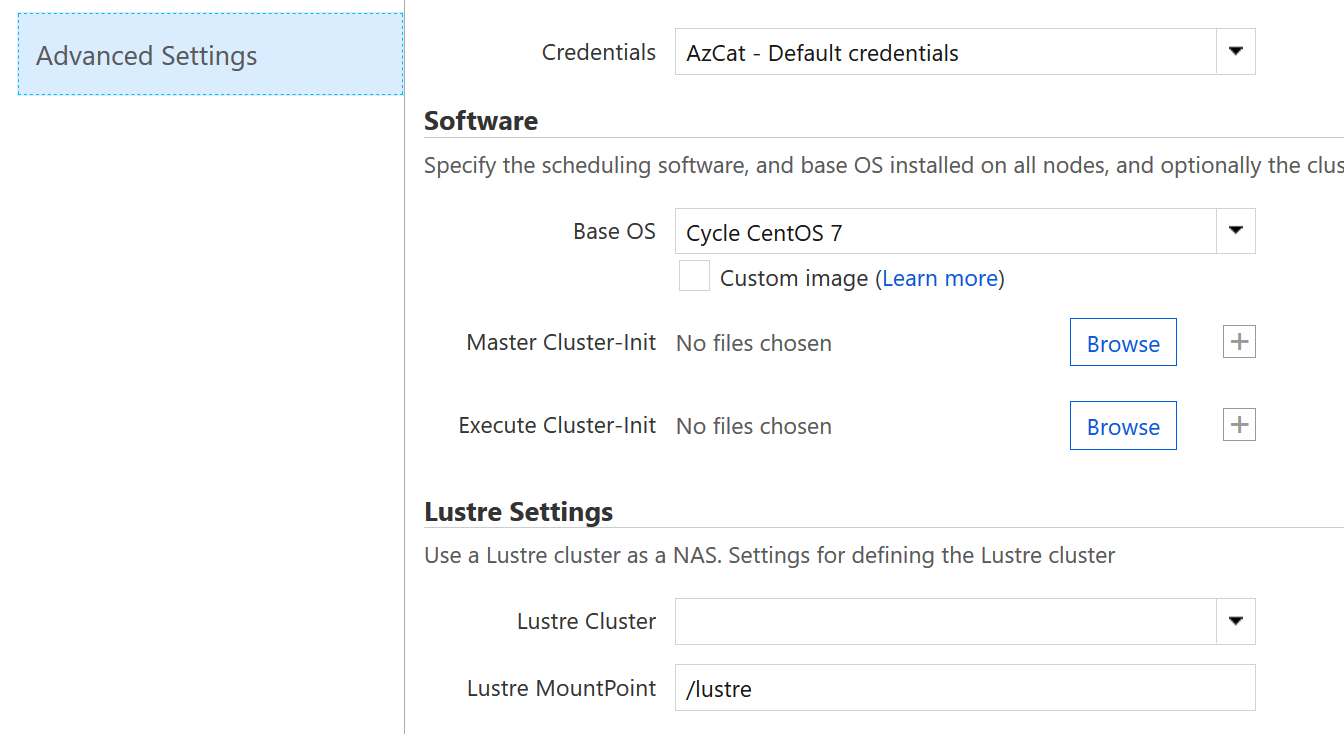 Advanced Settings
Credentials AzCat - Default credentials
Software
Specify the scheduling software, and base OS installed on all nodes, and optionally the
Base OS Cycle CentOS 7
Custom image (Learn more)
Master Cluster-Init No files chosen Browse
Execute Cluster-Init No files chosen Browse
Lustre Settings
Use a Lustre cluster as a NAS. Settings for defining the Lustre cluster
Lustre Cluster
Lustre MountPoint /lustre